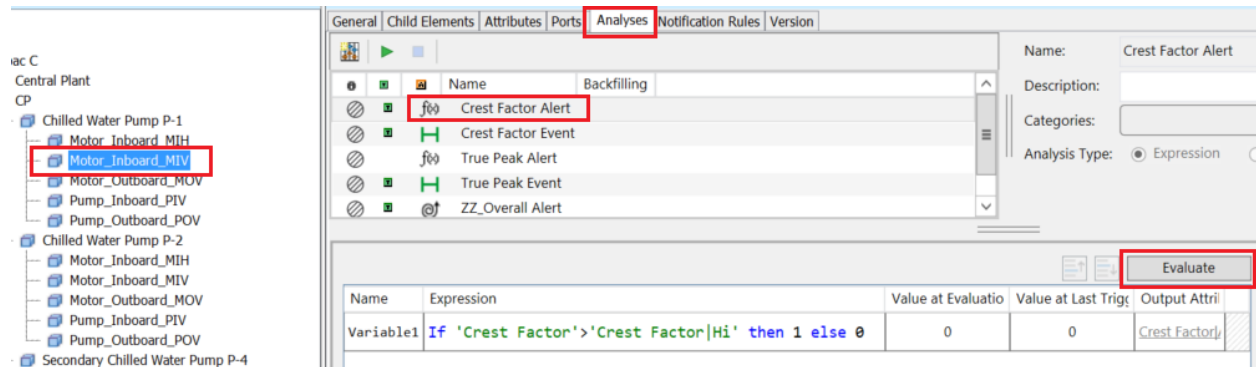 General Child Elements Attributes Ports Analyses Notification Rules Version
Central Plant
CP
Chilled Water Pump P-1
Motor_Inboard_MIH
Motor_Inboard_MIV
Motor_Outboard_MOV
Pump_Inboard_PIV
Pump_Outboard_POV
Chilled Water Pump P-2
Motor_Inboard_MIH
Motor_Inboard_MIV
Motor_Outboard_MOV
Pump_Inboard_PIV
Pump_Outboard_POV
Secondary Chilled Water Pump P-4
Name Backfilling
f(x) Crest Factor Alert
Crest Factor Event
f(x) True Peak Alert
True Peak Event
ZZ_Overall Alert
Name: Crest Factor Alert
Description:
Categories:
Analysis Type: Expression
Evaluate
Name Expression Value at Evaluatio Value at Last Trigg Output Attri
Variable1 If 'Crest Factor'>'Crest Factor|Hi' then 1 else 0 0 0 Crest Factor|